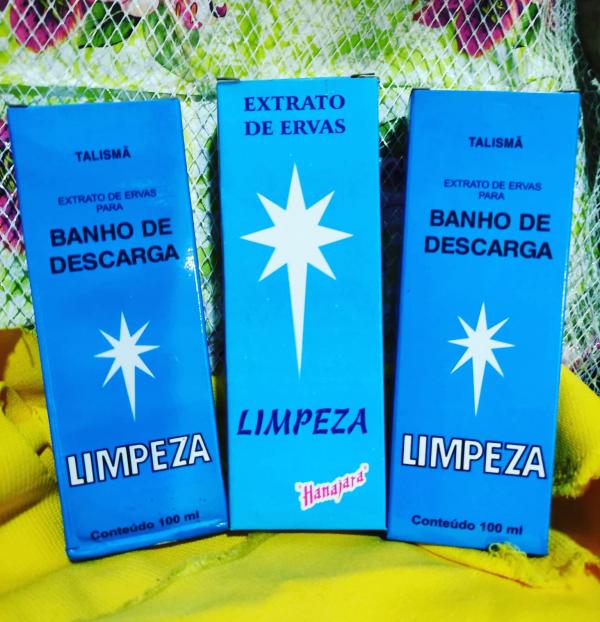 TALISMÃ
EXTRATO DE ERVAS
PARA
BANHO DE
DESCARGA
LIMPEZA
Conteúdo 100 ml
EXTRATO
DE ERVAS
LIMPEZA
"Hanajara"
TALISMÃ
EXTRATO DE ERVAS
PARA
BANHO DE
DESCARGA
LIMPEZA
Conteúdo 100 ml